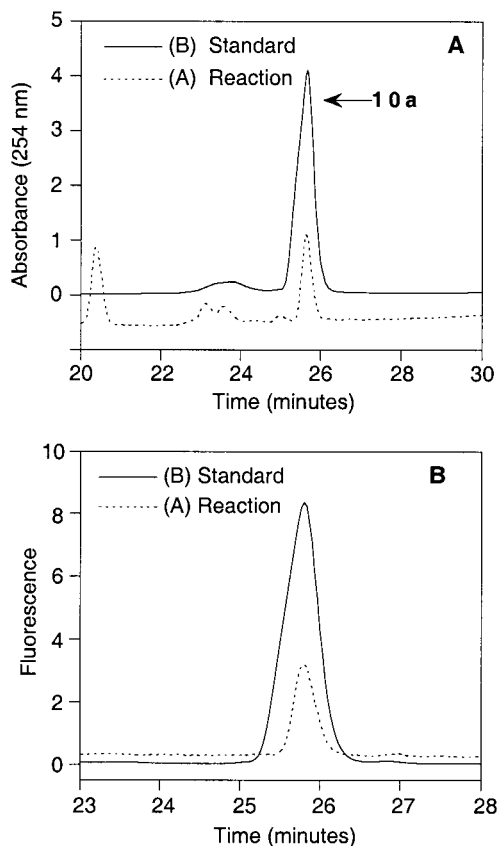 5
(B) Standard
A
(A) Reaction
4
10a
3
2
1
0
Absorbance (254 nm)
20 22 24 26 28 30
Time (minutes)
10
(B) Standard
B
(A) Reaction
8
6
4
2
0
Fluorescence
23 24 25 26 27 28
Time (minutes)